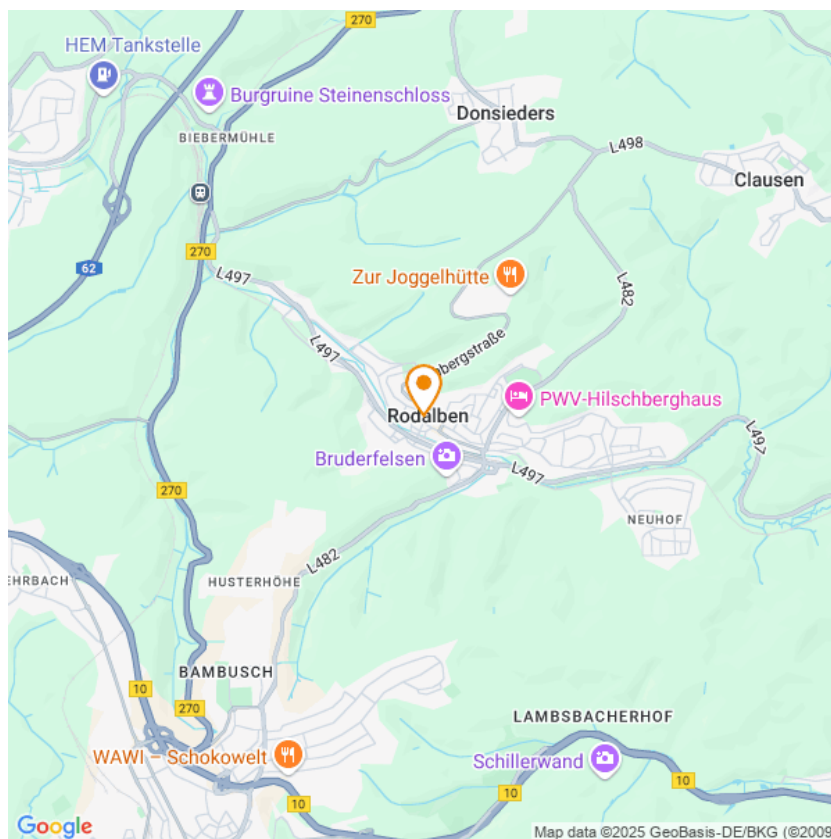 270
HEM Tankstelle
Burgruine Steinenschloss
Donsieders
BIEBERMÜHLE
L498
Clausen
270
62
L497
Zur Joggelhütte
L482
L497
bergstraße
PWV-Hilschberghaus
Rodalben
Bruderfelsen
L497
L497
270
NEUHOF
EHRBACH
HUSTERHÖHE
L482
BAMBUSCH
10
270
LAMBSBACHERHOF
WAWI – Schokowelt
Schillerwand
10
10
10
Google
Map data ©2025 GeoBasis-DE/BKG (©2009